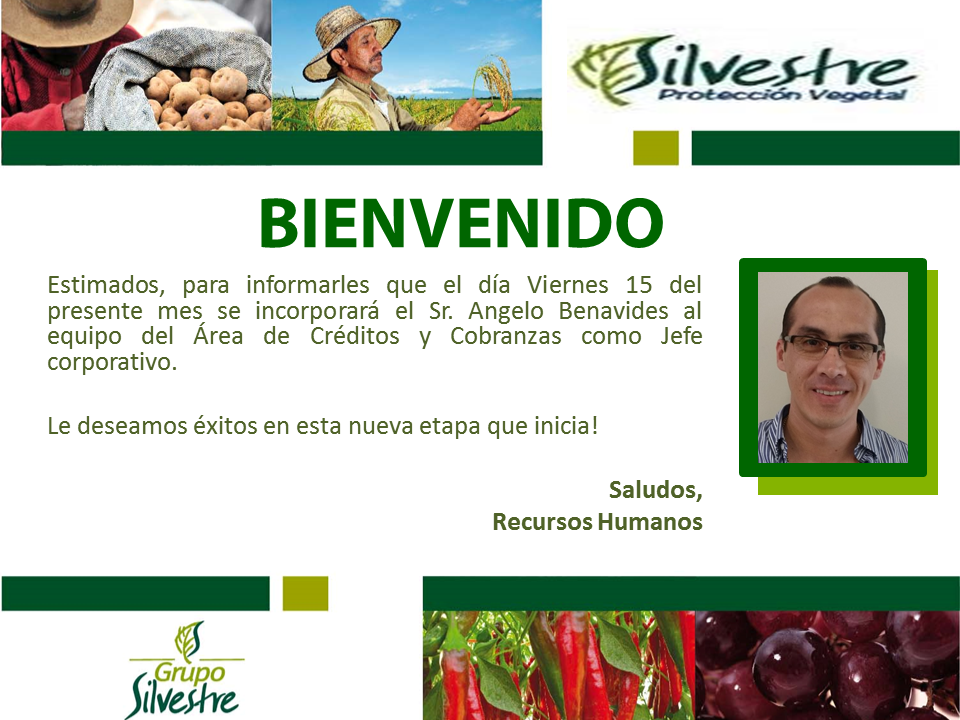 Silvestre
Protección Vegetal
BIENVENIDO
Estimados, para informarles que el día Viernes 15 del
presente mes se incorporará el Sr. Angelo Benavides al
equipo del Área de Créditos y Cobranzas como Jefe
corporativo.
Le deseamos éxitos en esta nueva etapa que inicia!
Saludos,
Recursos Humanos
Grupo
Silvestre